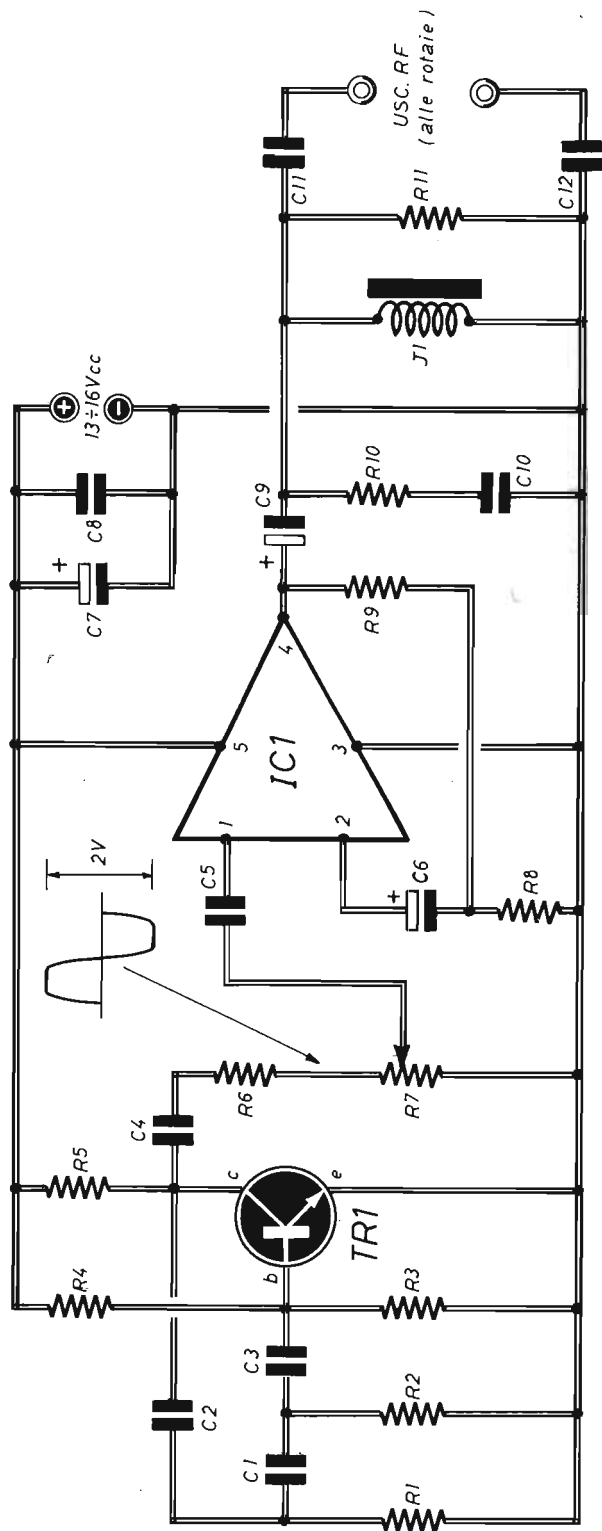 2V
13÷16Vcc
+
-
R4
R5
C7
+
C8
C2
C4
C5
IC1
1
2
3
4
5
+
C9
C11
USC. RF
(alle rotaie)
C1
C3
b
c
e
TR1
R6
R7
+
C6
R9
R10
J1
R11
R1
R2
R3
R8
C10
C12